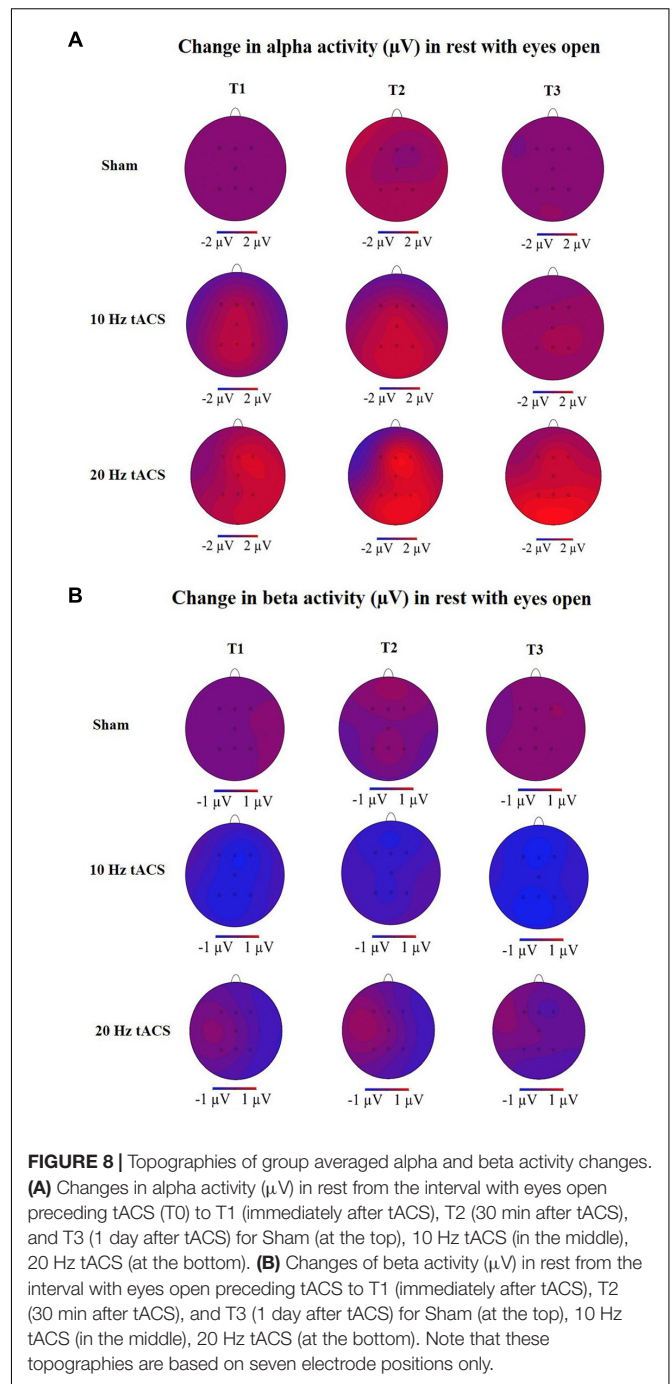 A
Change in alpha activity (µV) in rest with eyes open
T1 T2 T3
Sham
-2 µV 2 µV -2 µV 2 µV -2 µV 2 µV
10 Hz tACS
-2 µV 2 µV -2 µV 2 µV -2 µV 2 µV
20 Hz tACS
-2 µV 2 µV -2 µV 2 µV -2 µV 2 µV
B
Change in beta activity (µV) in rest with eyes open
T1 T2 T3
Sham
-1 µV 1 µV -1 µV 1 µV -1 µV 1 µV
10 Hz tACS
-1 µV 1 µV -1 µV 1 µV -1 µV 1 µV
20 Hz tACS
-1 µV 1 µV -1 µV 1 µV -1 µV 1 µV
FIGURE 8 | Topographies of group averaged alpha and beta activity changes.
(A) Changes in alpha activity (μV) in rest from the interval with eyes open
preceding tACS (T0) to T1 (immediately after tACS), T2 (30 min after tACS),
and T3 (1 day after tACS) for Sham (at the top), 10 Hz tACS (in the middle),
20 Hz tACS (at the bottom). (B) Changes of beta activity (μV) in rest from the
interval with eyes open preceding tACS to T1 (immediately after tACS), T2
(30 min after tACS), and T3 (1 day after tACS) for Sham (at the top), 10 Hz
tACS (in the middle), 20 Hz tACS (at the bottom). Note that these
topographies are based on seven electrode positions only.